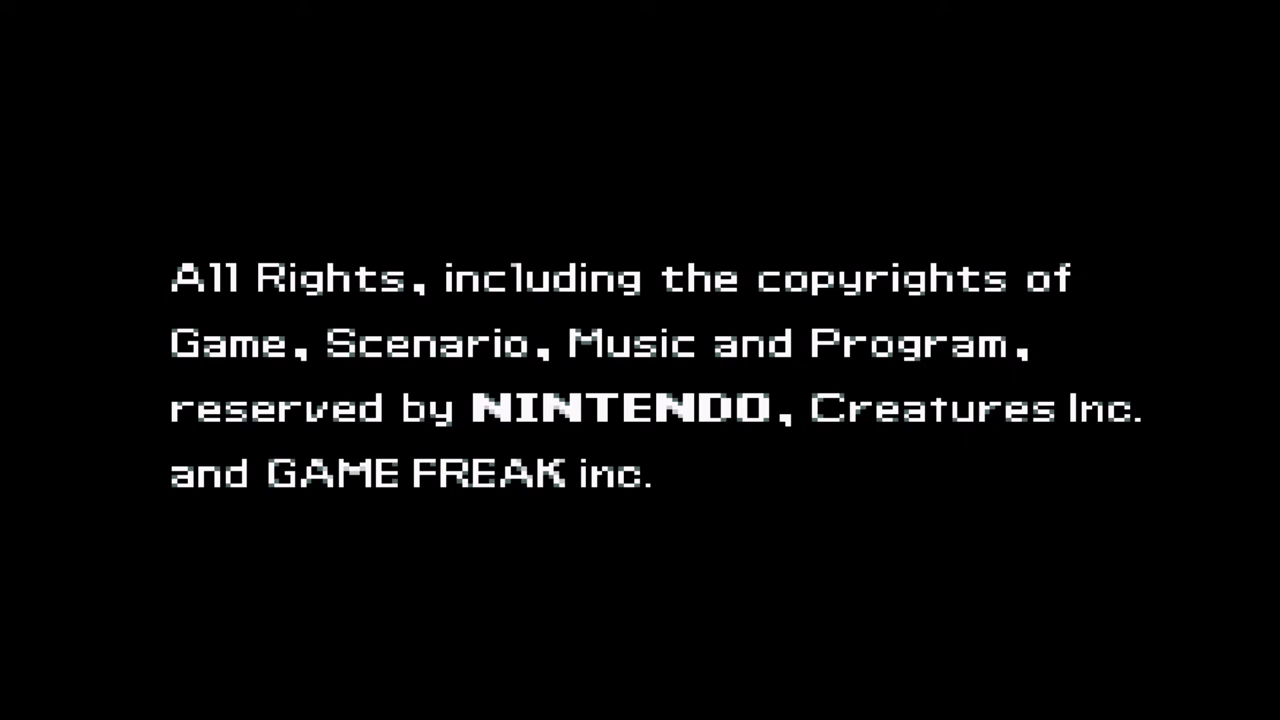 All Rights, including the copyrights of
Game, Scenario, Music and Program,
reserved by NINTENDO, Creatures Inc.
and GAME FREAK inc.